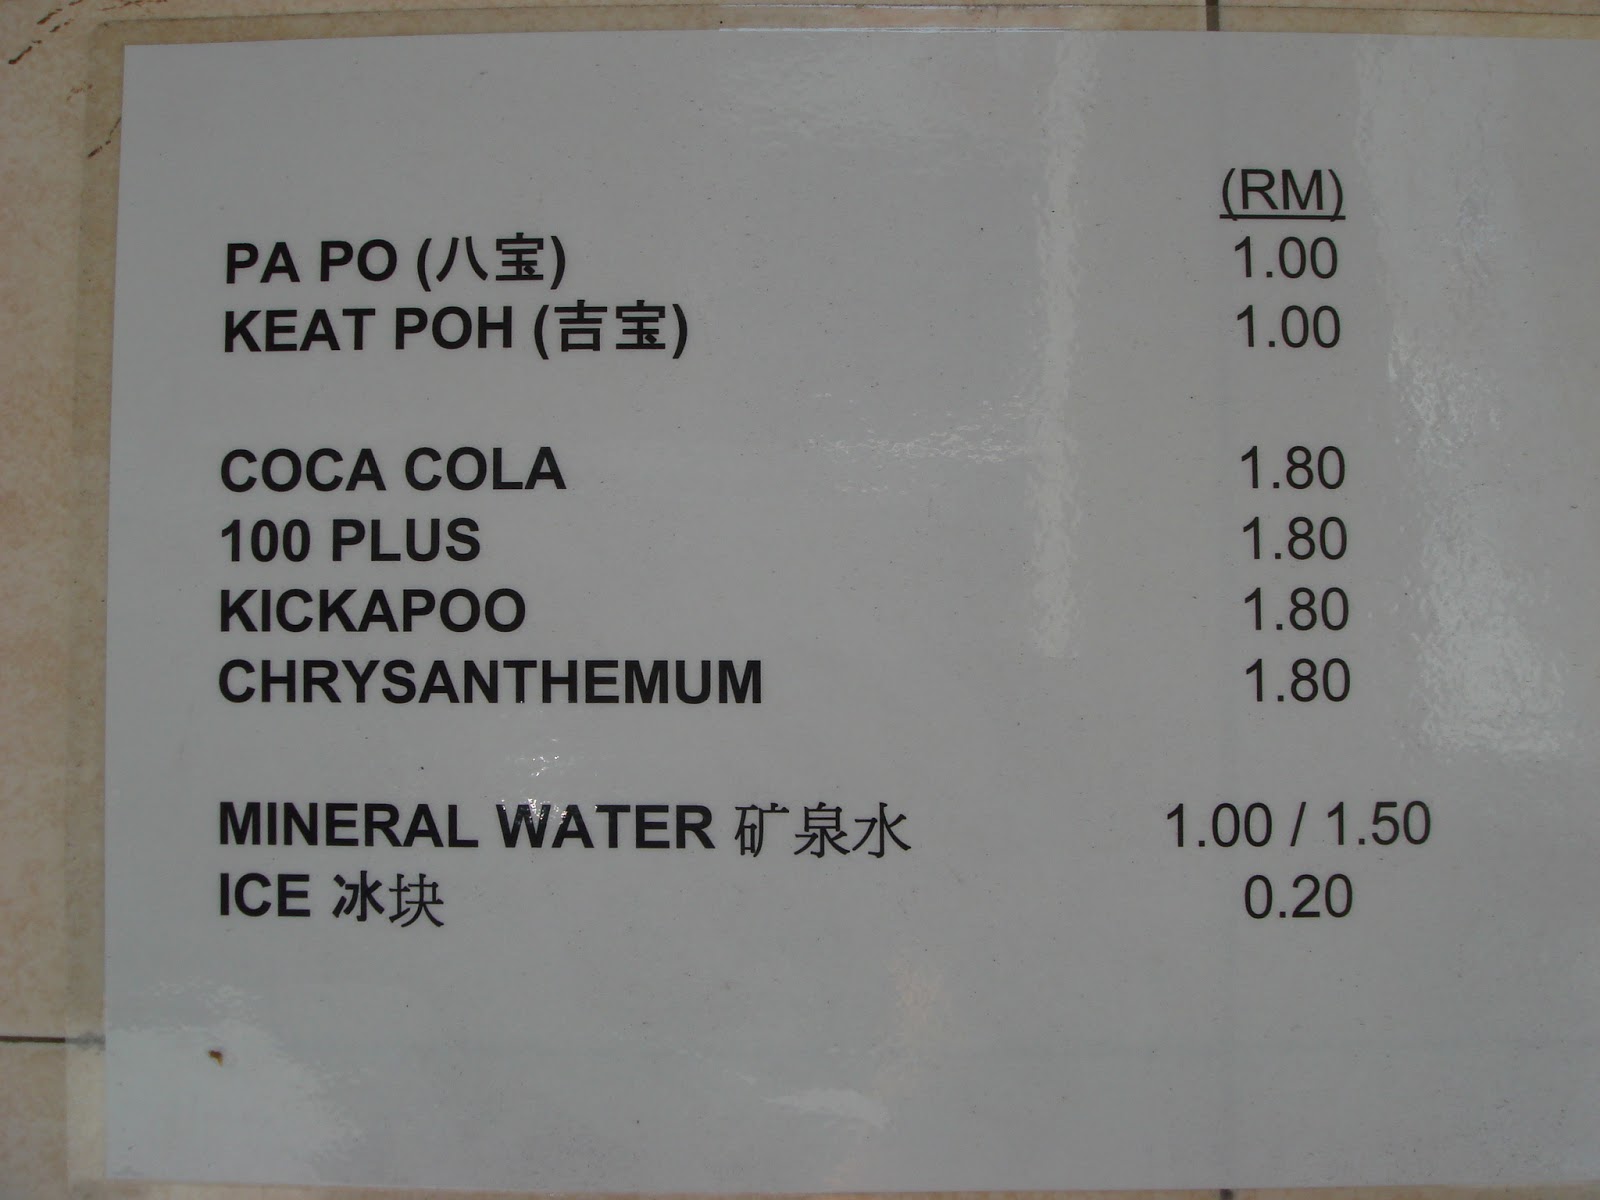 (RM)
PA PO (八宝) 1.00
KEAT POH (吉宝) 1.00
COCA COLA 1.80
100 PLUS 1.80
KICKAPOO 1.80
CHRYSANTHEMUM 1.80
MINERAL WATER 矿泉水 1.00 / 1.50
ICE 冰块 0.20